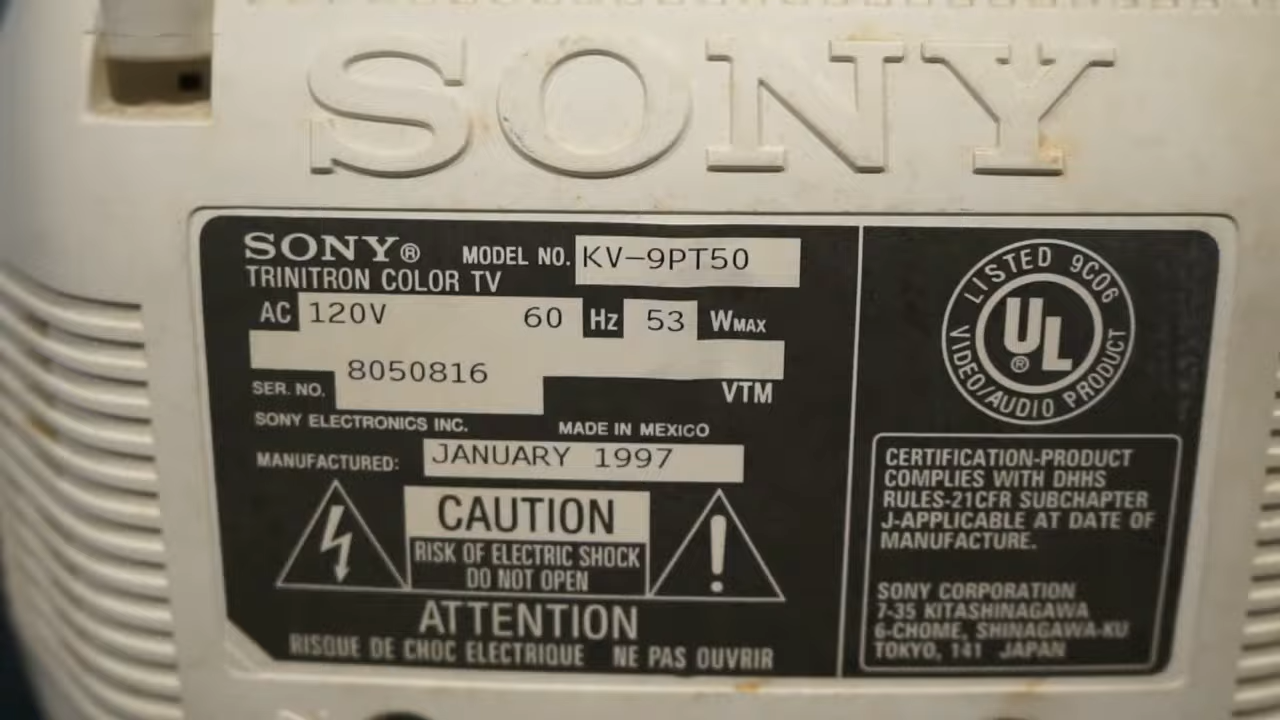 SONY
SONY® MODEL NO. KV-9PT50
TRINITRON COLOR TV
AC 120V 60 Hz 53 WMAX
SER. NO. 8050816
VTM
SONY ELECTRONICS INC. MADE IN MEXICO
MANUFACTURED: JANUARY 1997
CAUTION
RISK OF ELECTRIC SHOCK
DO NOT OPEN
ATTENTION
RISQUE DE CHOC ELECTRIQUE NE PAS OUVRIR
LISTED 9C06
UL®
VIDEO/AUDIO PRODUCT
CERTIFICATION-PRODUCT
COMPLIES WITH DHHS
RULES-21CFR SUBCHAPTER
J-APPLICABLE AT DATE OF
MANUFACTURE.
SONY CORPORATION
7-35 KITASHINAGAWA
6-CHOME, SHINAGAWA-KU
TOKYO, 141 JAPAN